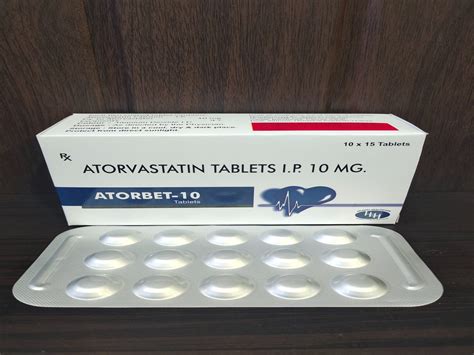 Storage - Store in a cool, dry & dark place
Protect from direct sunlight.
10 x 15 Tablets
Rx
ATORVASTATIN TABLETS I.P. 10 MG.
ATORBET-10
Tablets